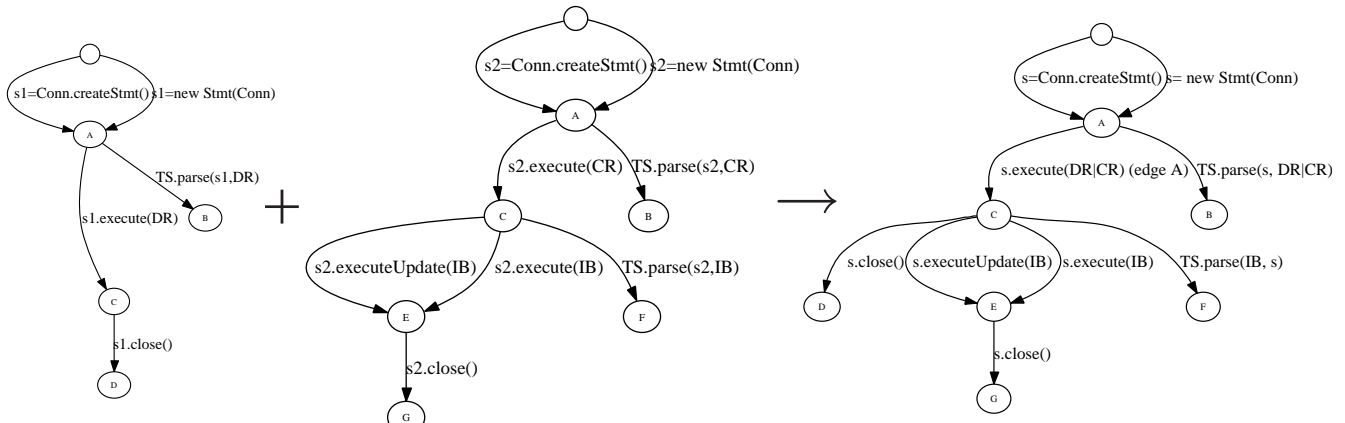 s1=Conn.createStmt()
s1=new Stmt(Conn)
A
TS.parse(s1,DR)
s1.execute(DR)
B
C
s1.close()
D
+
s2=Conn.createStmt()
s2=new Stmt(Conn)
A
s2.execute(CR)
TS.parse(s2,CR)
C
B
s2.executeUpdate(IB)
s2.execute(IB)
TS.parse(s2,IB)
E
F
s2.close()
G
s=Conn.createStmt()
s= new Stmt(Conn)
A
s.execute(DR|CR) (edge A)
TS.parse(s, DR|CR)
C
B
s.close()
s.executeUpdate(IB)
s.execute(IB)
TS.parse(IB, s)
D
E
F
s.close()
G